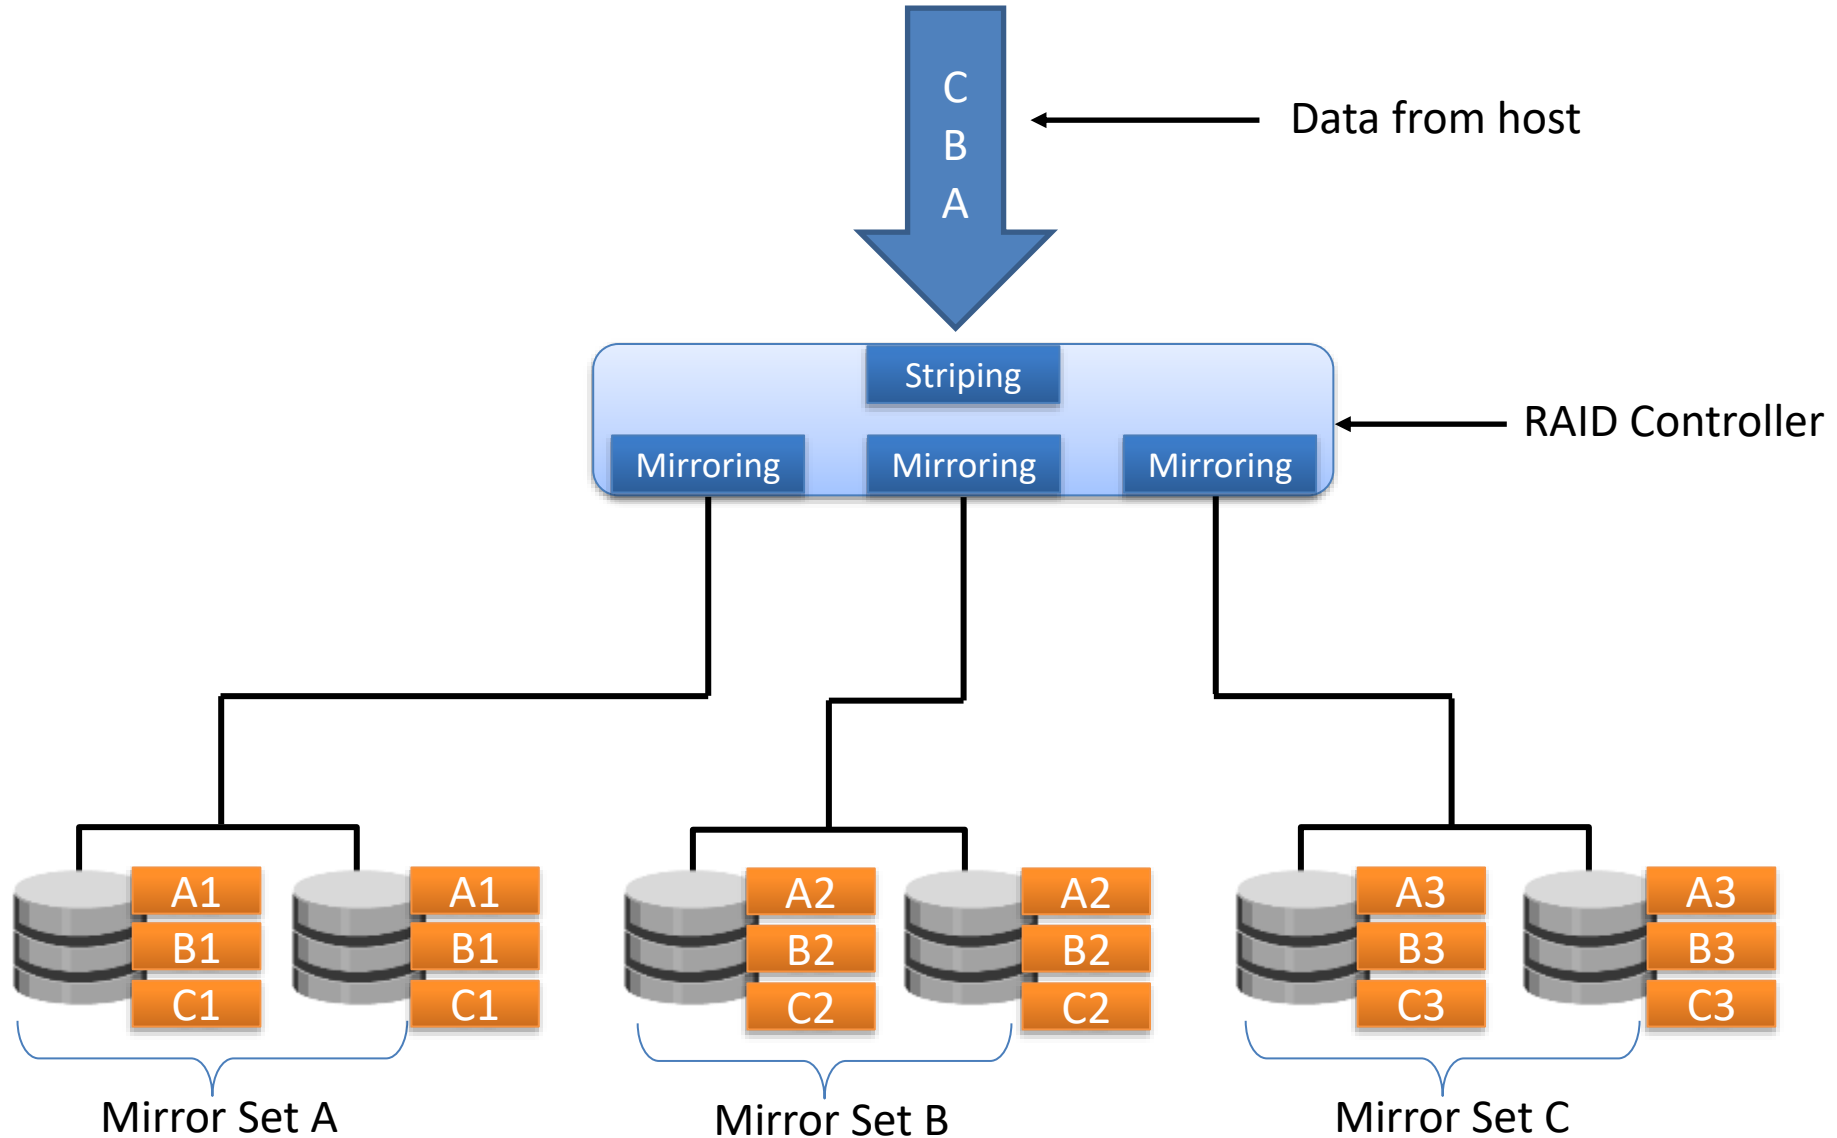 C
B
A
Data from host
Striping
RAID Controller
Mirroring Mirroring Mirroring
A1 A1 A2 A2 A3 A3
B1 B1 B2 B2 B3 B3
C1 C1 C2 C2 C3 C3
Mirror Set A Mirror Set B Mirror Set C